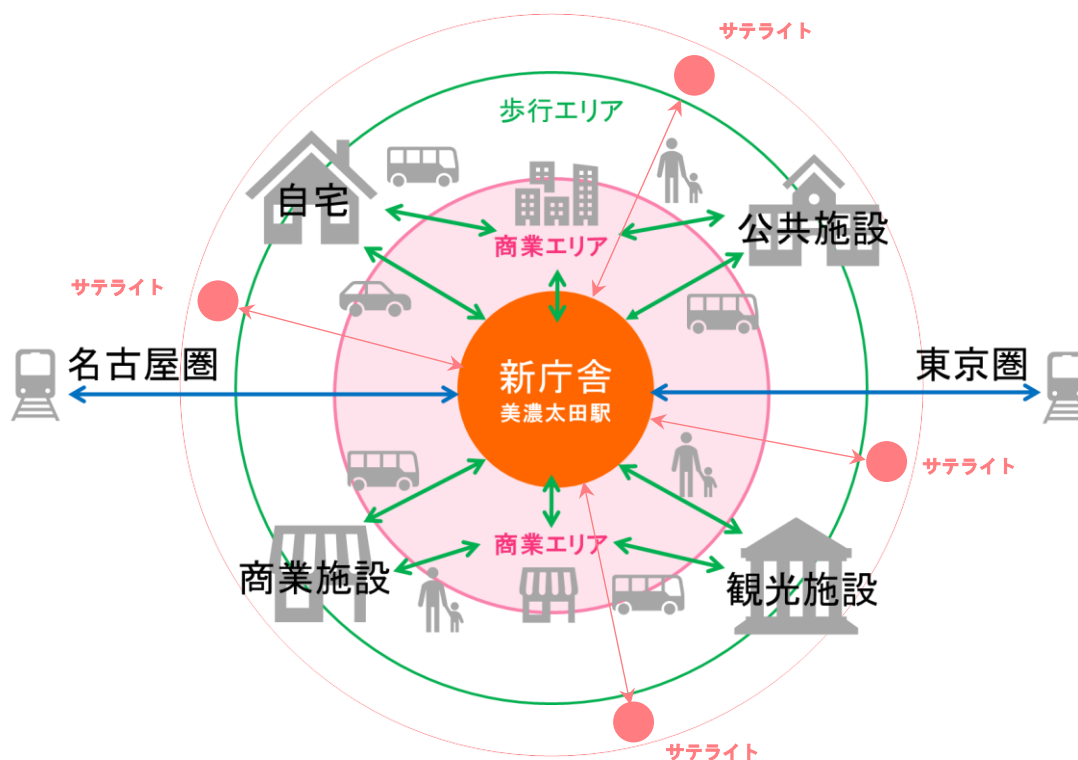 サテライト
歩行エリア
自宅
公共施設
商業エリア
サテライト
名古屋圏
東京圏
新庁舎
美濃太田駅
サテライト
商業エリア
商業施設
観光施設
サテライト